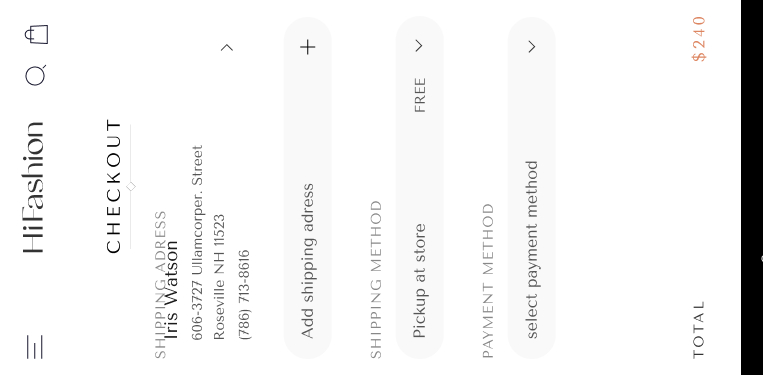 HiFashion
CHECKOUT
SHIPPING ADRESS
Iris Watson
606-3727 Ullamcorper. Street
Roseville NH 11523
(786) 713-8616
Add shipping adress
SHIPPING METHOD
Pickup at store FREE
PAYMENT METHOD
select payment method
TOTAL $240